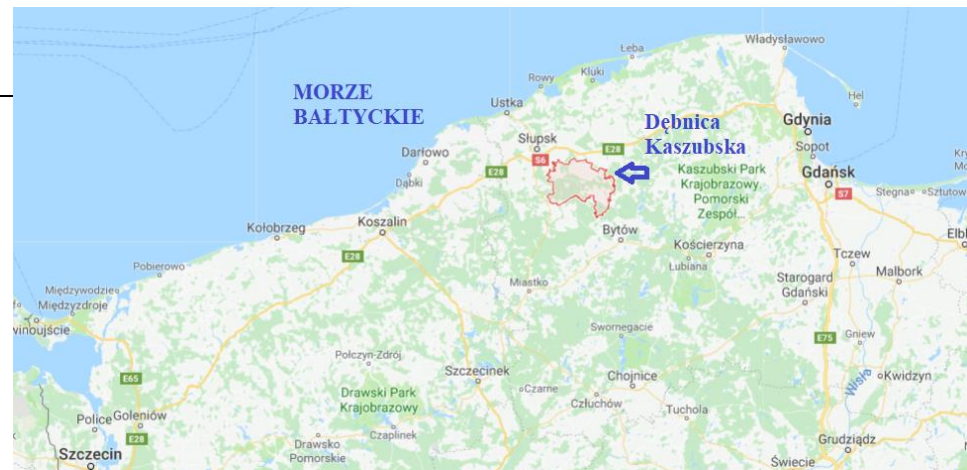 Władysławowo
Łeba
Rowy
Kluki
Hel
MORZE
BAŁTYCKIE
Ustka
Gdynia
Dębnica
Kaszubska
Słupsk
E28
S6
Sopot
Darłowo
E28
Kaszubski Park
Krajobrazowy
Pomorski
Zespół...
Gdańsk
S7
Stegna
Dąbki
Kołobrzeg
Koszalin
Bytów
Kościerzyna
E28
Łubiana
Tczew
Pobierowo
Malbork
Miastko
Starogard
Gdański
Międzywodzie
Międzyzdroje
winoujście
Swornegacie
E75
Gniew
Połczyn-Zdrój
Szczecinek
Chojnice
Wisła
Kwidzyn
E65
Drawski Park
Krajobrazowy
Czarne
Człuchów
Tuchola
Police
Goleniów
E28
Czaplinek
Drawsko
Pomorskie
Grudziądz
Szczecin
Świecie